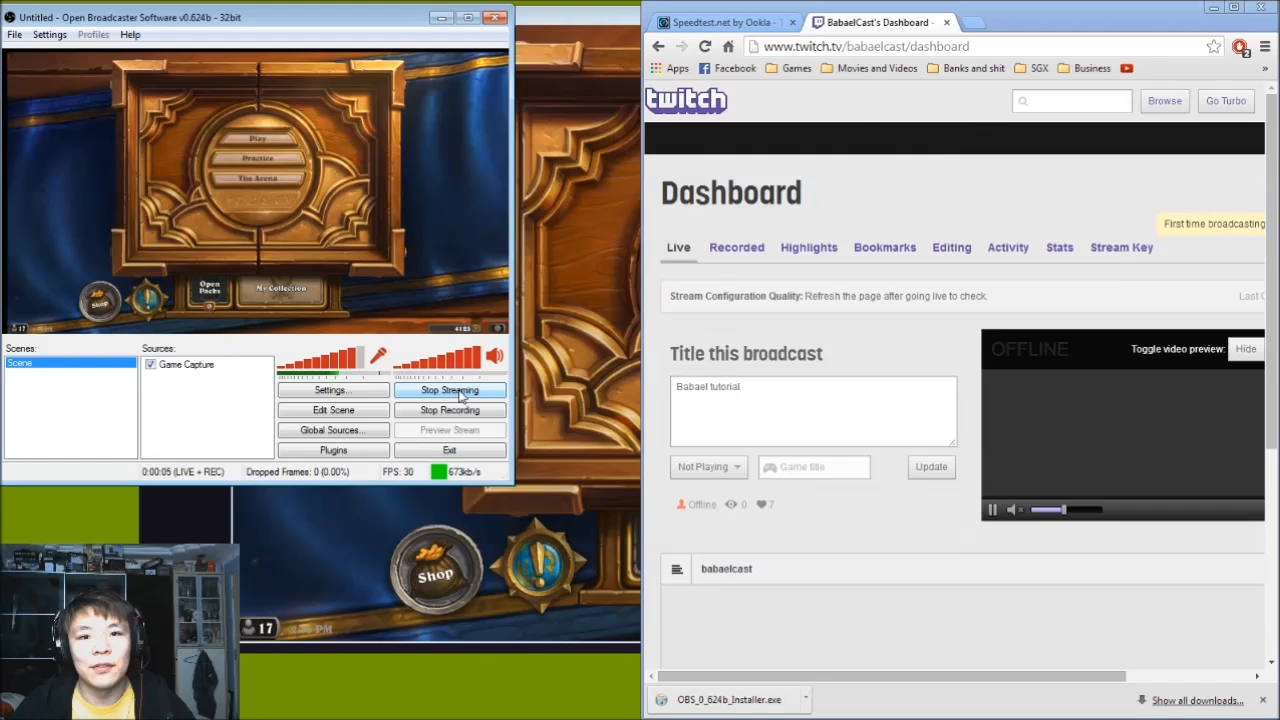 Untitled - Open Broadcaster Software v0.624b - 32bit
File Settings Profiles Help
Play
Practice
The Arena
Shop
Open Packs
My Collection
17
Scenes:
Scene
Sources:
Game Capture
Settings...
Stop Streaming
Edit Scene
Stop Recording
Global Sources...
Preview Stream
Plugins
Exit
0:00:05 (LIVE + REC) Dropped Frames: 0 (0.00%) FPS: 30 673kb/s
Shop
17
PM
Speedtest.net by Ookla -
BabaelCast's Dashboard -
www.twitch.tv/babaelcast/dashboard
2
Apps Facebook Games Movies and Videos Banks and shit SGX Business
twitch
Browse
Go Turbo
Dashboard
First time broadcasting
Live Recorded Highlights Bookmarks Editing Activity Stats Stream Key
Stream Configuration Quality: Refresh the page after going live to check.
Title this broadcast
OFFLINE
Toggle video preview: Hide
Babael tutorial
Not Playing
Game title
Update
Offline 0 7
babaelcast
OBS_0_624b_Installer.exe
Show all downloads...